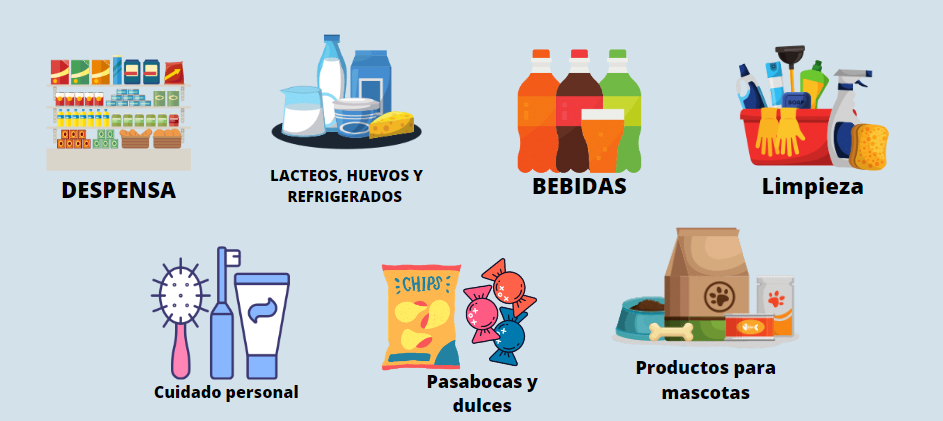 DESPENSA
LACTEOS, HUEVOS Y
REFRIGERADOS
BEBIDAS
SOAP
Limpieza
Cuidado personal
CHIPS
Pasabocas y
dulces
Productos para
mascotas